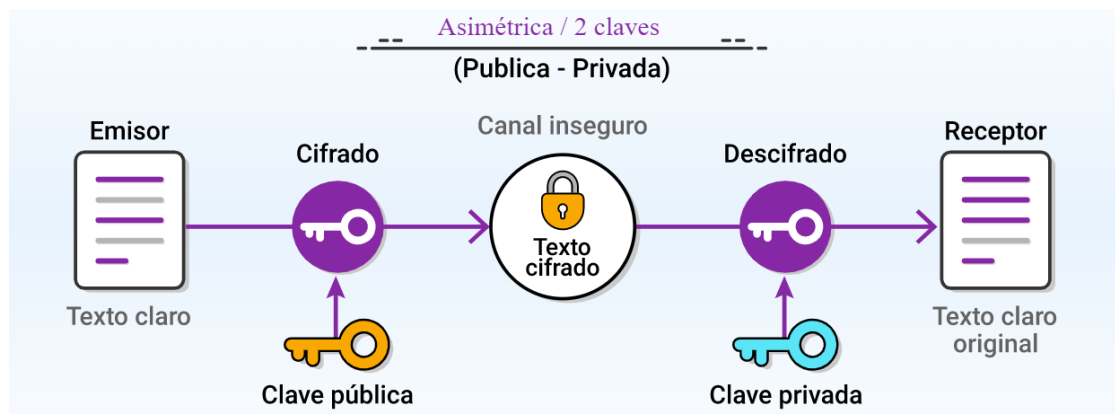 Asimétrica / 2 claves
(Publica - Privada)
Emisor
Cifrado
Canal inseguro
Descifrado
Receptor
Texto
cifrado
Texto claro
Clave pública
Clave privada
Texto claro
original